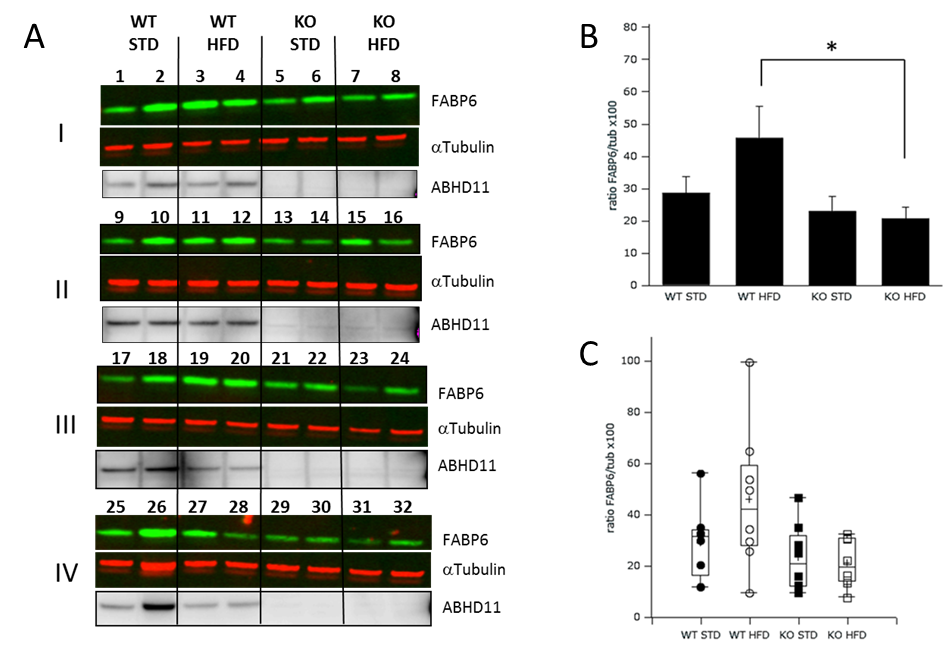 A
WT STD
WT HFD
KO STD
KO HFD
1 2 3 4 5 6 7 8
FABP6
I
αTubulin
ABHD11
9 10 11 12 13 14 15 16
FABP6
II
αTubulin
ABHD11
17 18 19 20 21 22 23 24
FABP6
III
αTubulin
ABHD11
25 26 27 28 29 30 31 32
FABP6
IV
αTubulin
ABHD11
B
ratio FABP6/tub x100
80
70
60
50
40
30
20
10
0
*
WT STD WT HFD KO STD KO HFD
C
ratio FABP6/tub x100
100
80
60
40
20
0
WT STD WT HFD KO STD KO HFD